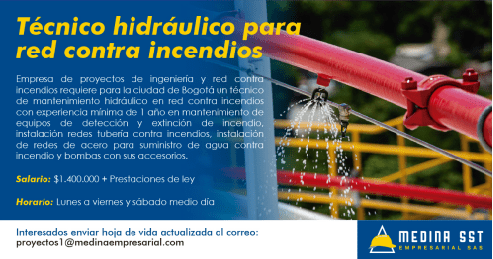 Técnico hidráulico para
red contra incendios
Empresa de proyectos de ingeniería y red contra
incendios requiere para la ciudad de Bogotá un técnico
de mantenimiento hidráulico en red contra incendios
con experiencia mínima de 1 año en mantenimiento de
equipos de detección y extinción de incendio,
instalación redes tubería contra incendios, instalación
de redes de acero para suministro de agua contra
incendio y bombas con sus accesorios.
Salario: $1.400.000 + Prestaciones de ley
Horario: Lunes a viernes y sábado medio día
Interesados enviar hoja de vida actualizada cl correo:
proyectos1@medinaempresarial.com
MEDINA SST
EMPRESARIAL SAS